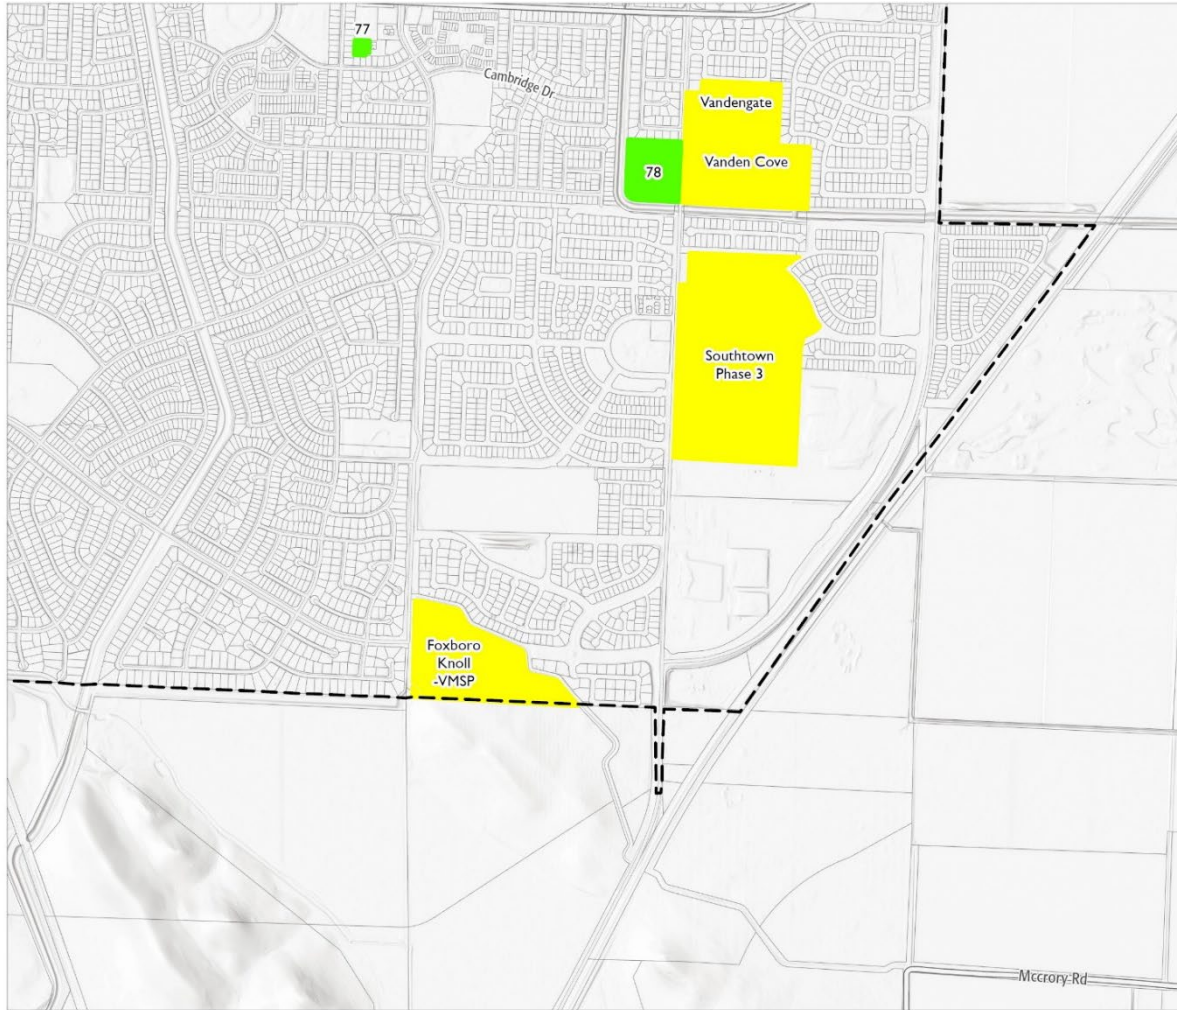 77
Cambridge Dr
Vandengate
Vanden Cove
78
Southtown
Phase 3
Foxboro
Knoll
-VMSP
Mccrory Rd